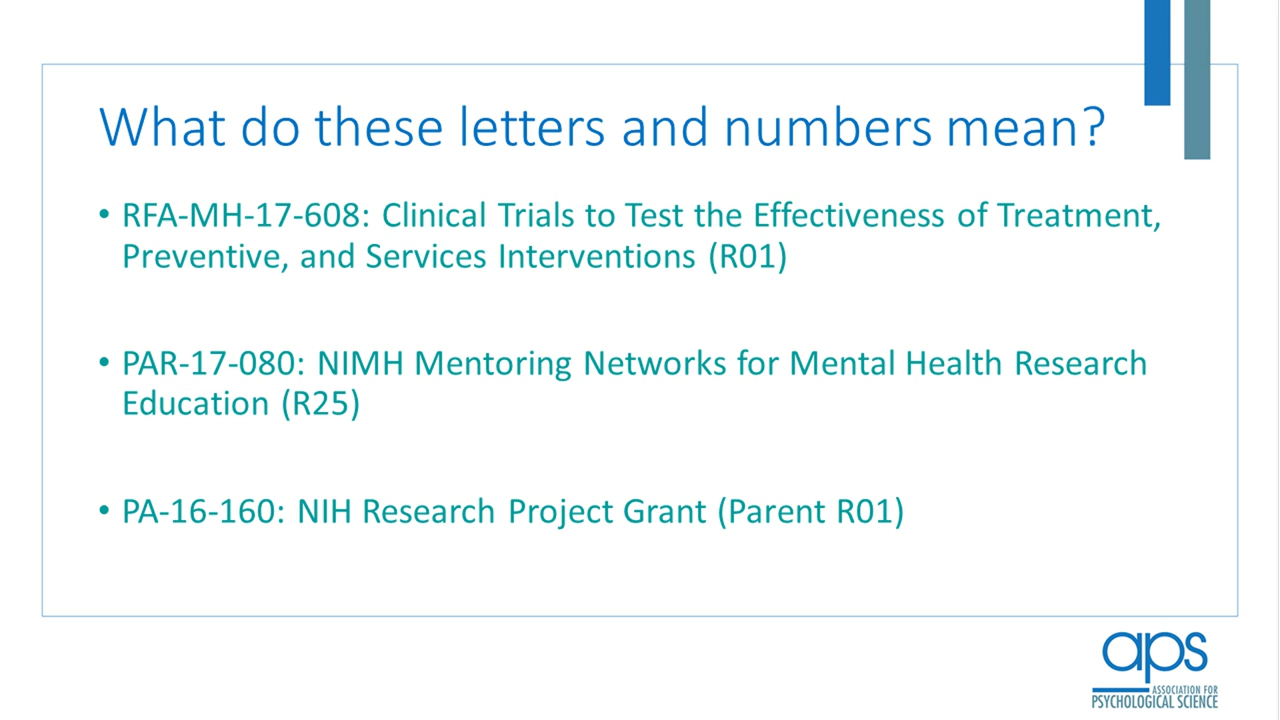 What do these letters and numbers mean?
• RFA-MH-17-608: Clinical Trials to Test the Effectiveness of Treatment,
Preventive, and Services Interventions (R01)
• PAR-17-080: NIMH Mentoring Networks for Mental Health Research
Education (R25)
• PA-16-160: NIH Research Project Grant (Parent R01)
aps
ASSOCIATION FOR
PSYCHOLOGICAL SCIENCE